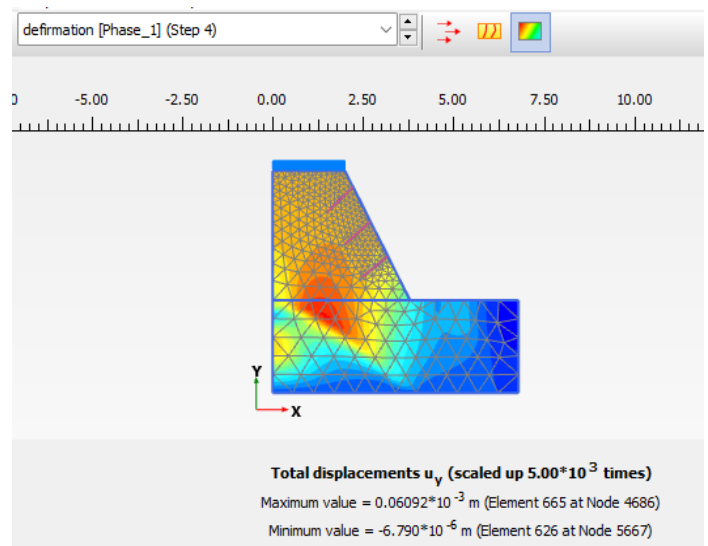 defirmation [Phase_1] (Step 4)
0 -5.00 -2.50 0.00 2.50 5.00 7.50 10.00
Y
X
Total displacements u_y (scaled up 5.00*10^3 times)
Maximum value = 0.06092*10^-3 m (Element 665 at Node 4686)
Minimum value = -6.790*10^-6 m (Element 626 at Node 5667)